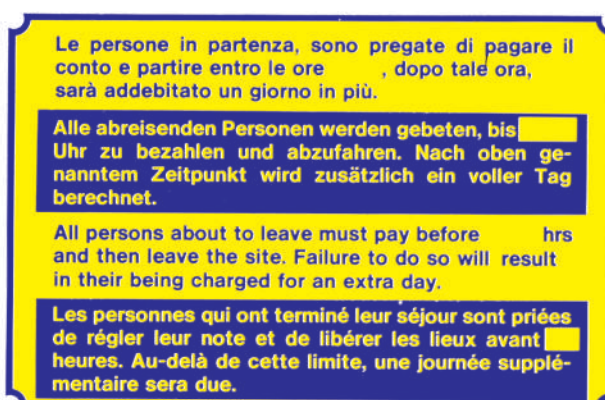 Le persone in partenza, sono pregate di pagare il
conto e partire entro le ore , dopo tale ora,
sarà addebitato un giorno in più.
Alle abreisenden Personen werden gebeten, bis
Uhr zu bezahlen und abzufahren. Nach oben ge-
nanntem Zeitpunkt wird zusätzlich ein voller Tag
berechnet.
All persons about to leave must pay before hrs
and then leave the site. Failure to do so will result
in their being charged for an extra day.
Les personnes qui ont terminé leur séjour sont priées
de régler leur note et de libérer les lieux avant
heures. Au-delà de cette limite, une journée supplé-
mentaire sera due.